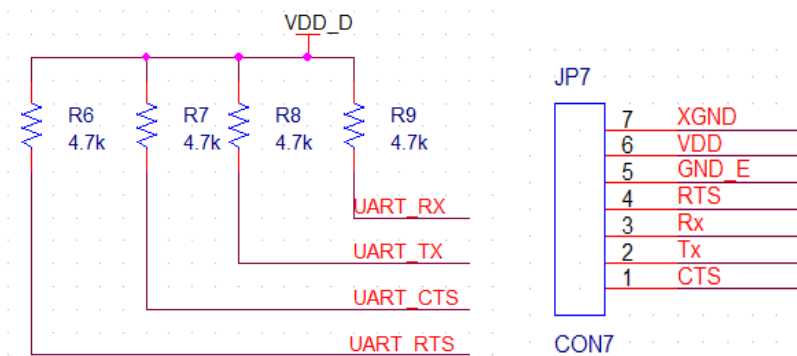 VDD_D
R6
4.7k
R7
4.7k
R8
4.7k
R9
4.7k
UART_RX
UART_TX
UART_CTS
UART_RTS
JP7
7 XGND
6 VDD
5 GND_E
4 RTS
3 Rx
2 Tx
1 CTS
CON7